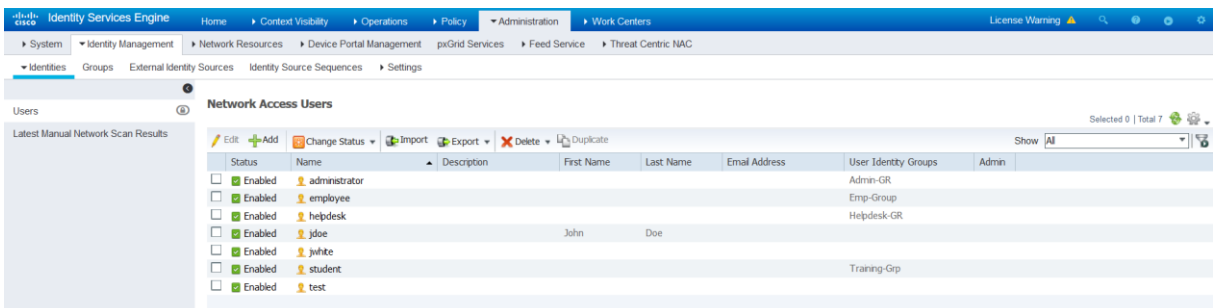 cisco Identity Services Engine Home Context Visibility Operations Policy Administration Work Centers License Warning
System Identity Management Network Resources Device Portal Management pxGrid Services Feed Service Threat Centric NAC
Identities Groups External Identity Sources Identity Source Sequences Settings
Users
Latest Manual Network Scan Results
Network Access Users
Selected 0 | Total 7
Edit Add Change Status Import Export Delete Duplicate Show All
Status Name Description First Name Last Name Email Address User Identity Groups Admin
Enabled administrator Admin-GR
Enabled employee Emp-Group
Enabled helpdesk Helpdesk-GR
Enabled jdoe John Doe
Enabled jwhite
Enabled student Training-Grp
Enabled test